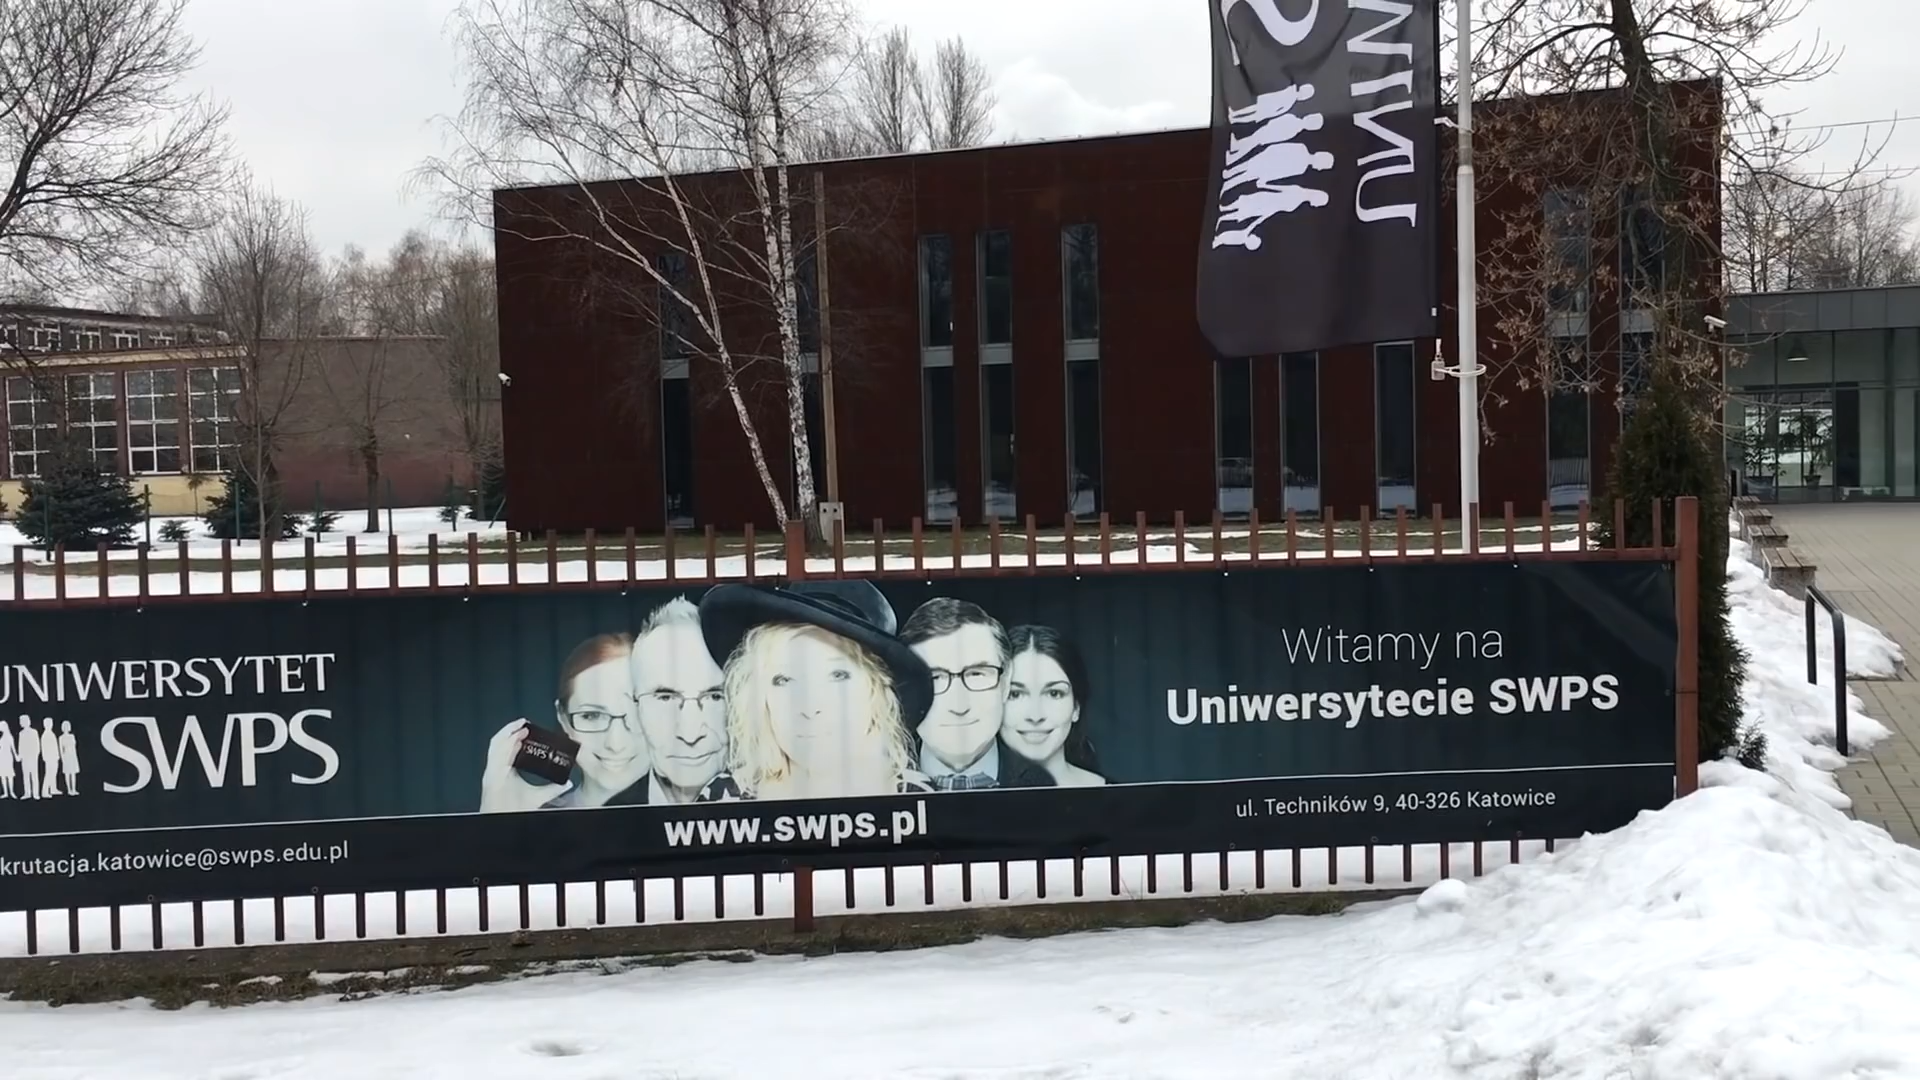 UNIWERSYTET
SWPS
krutacja.katowice@swps.edu.pl
SWPS
www.swps.pl
Witamy na
Uniwersytecie SWPS
ul. Techników 9, 40-326 Katowice